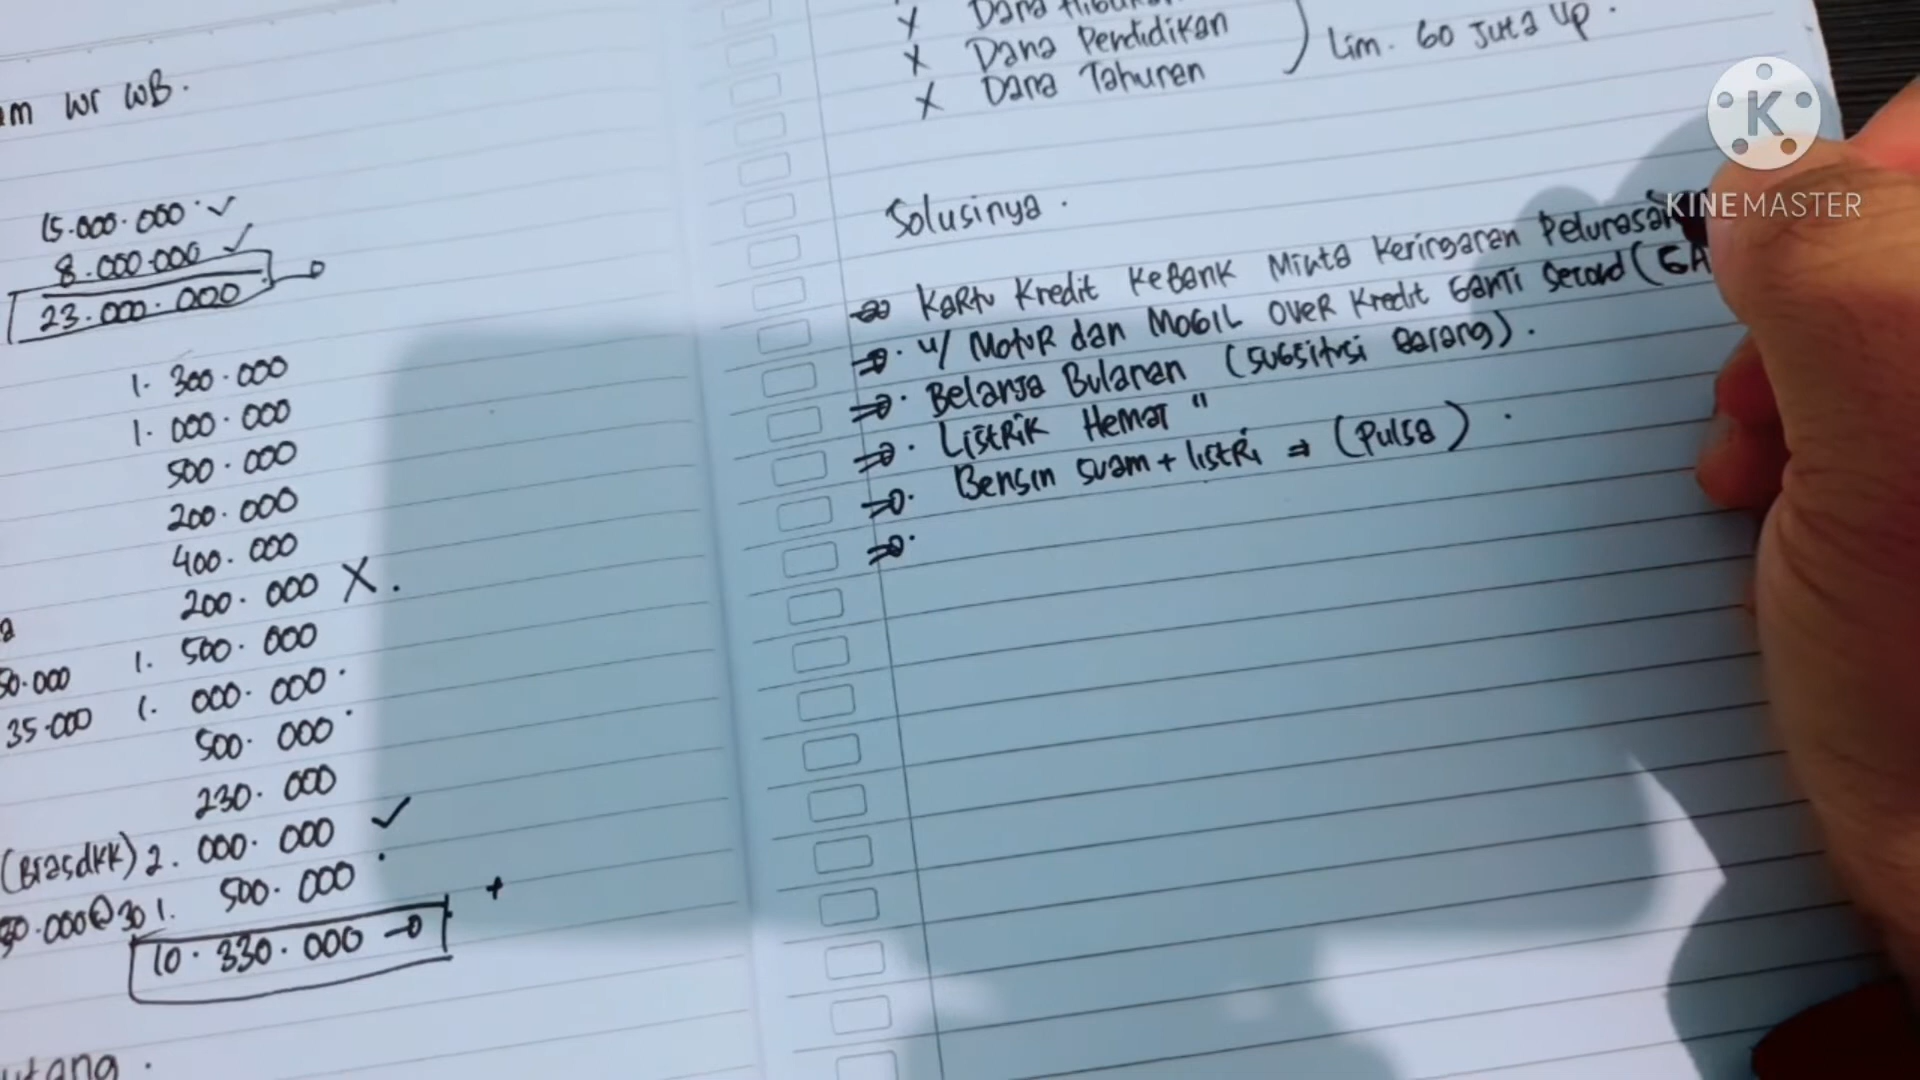 Wr WB.
15.000.000
8.000.000
23.000.000
1. 300.000
1. 000.000
500.000
200.000
400.000
200.000 X.
1. 500.000
35.000 1. 000.000.
500.000
230.000
(BrasdKK) 2.000.000
30.000@30 1. 500.000
+
10.330.000
X Dana Pendidikan
X Dana Tahunan
Lim. 60 Juta Up.
Solusinya.
Kartu Kredit KeBank Minta Keringanan Pelunasan
u/ Motor dan Mobil over Kredit Ganti Second (GA
Belanja Bulanan (Subsitusi Barang).
Listrik Hemat "
Bensin suam + listri => (Pulsa).
K
KINEMASTER